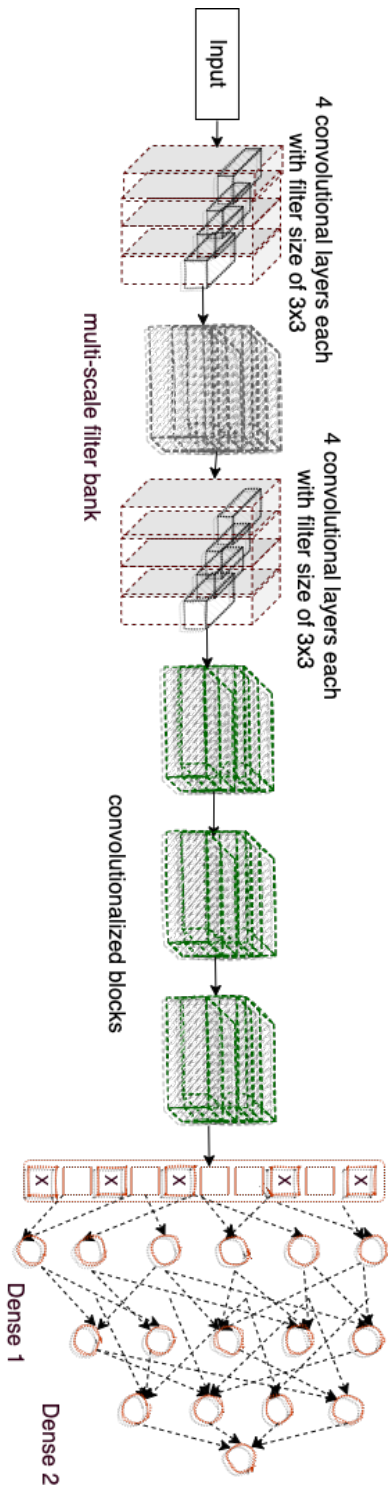 Input
4 convolutional layers each
with filter size of 3x3
multi-scale filter bank
4 convolutional layers each
with filter size of 3x3
convolutionalized blocks
X
X
X
X
X
Dense 1
Dense 2